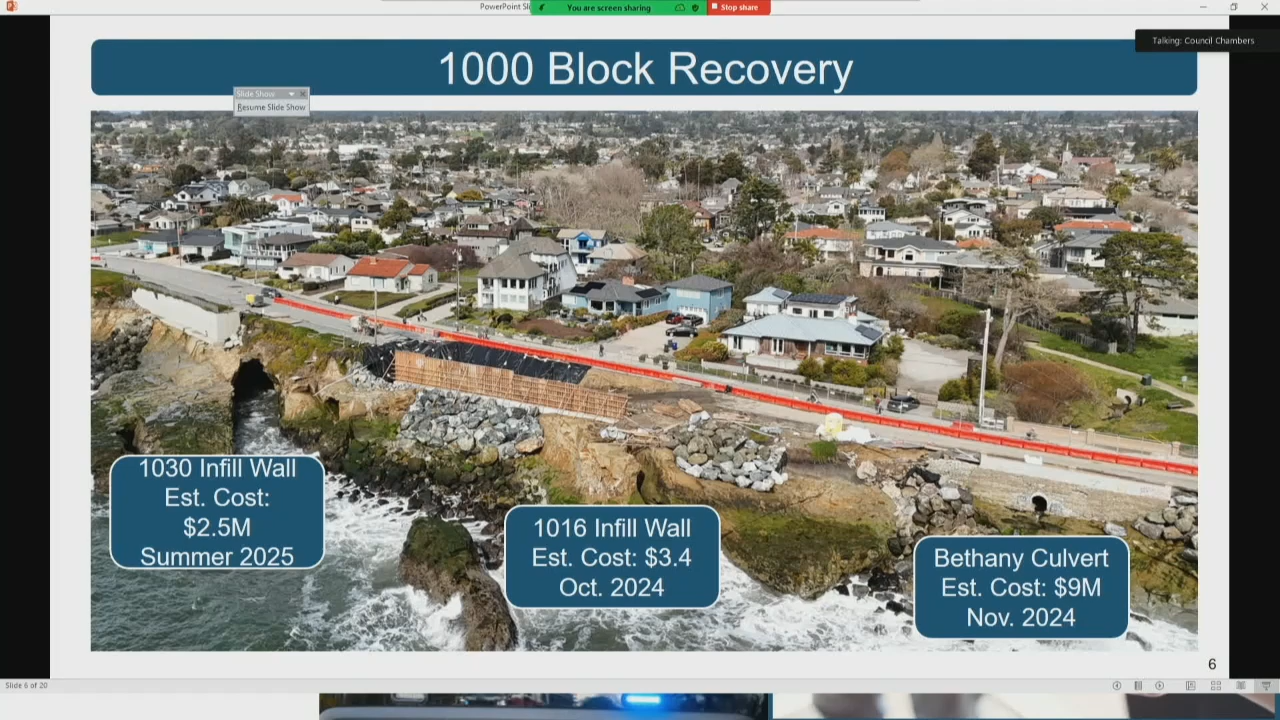 PowerPoint Sli
You are screen sharing
Stop share
Talking: Council Chambers
1000 Block Recovery
Slide Show
Resume Slide Show
1030 Infill Wall
Est. Cost:
$2.5M
Summer 2025
1016 Infill Wall
Est. Cost: $3.4
Oct. 2024
Bethany Culvert
Est. Cost: $9M
Nov. 2024
6
Slide 6 of 20